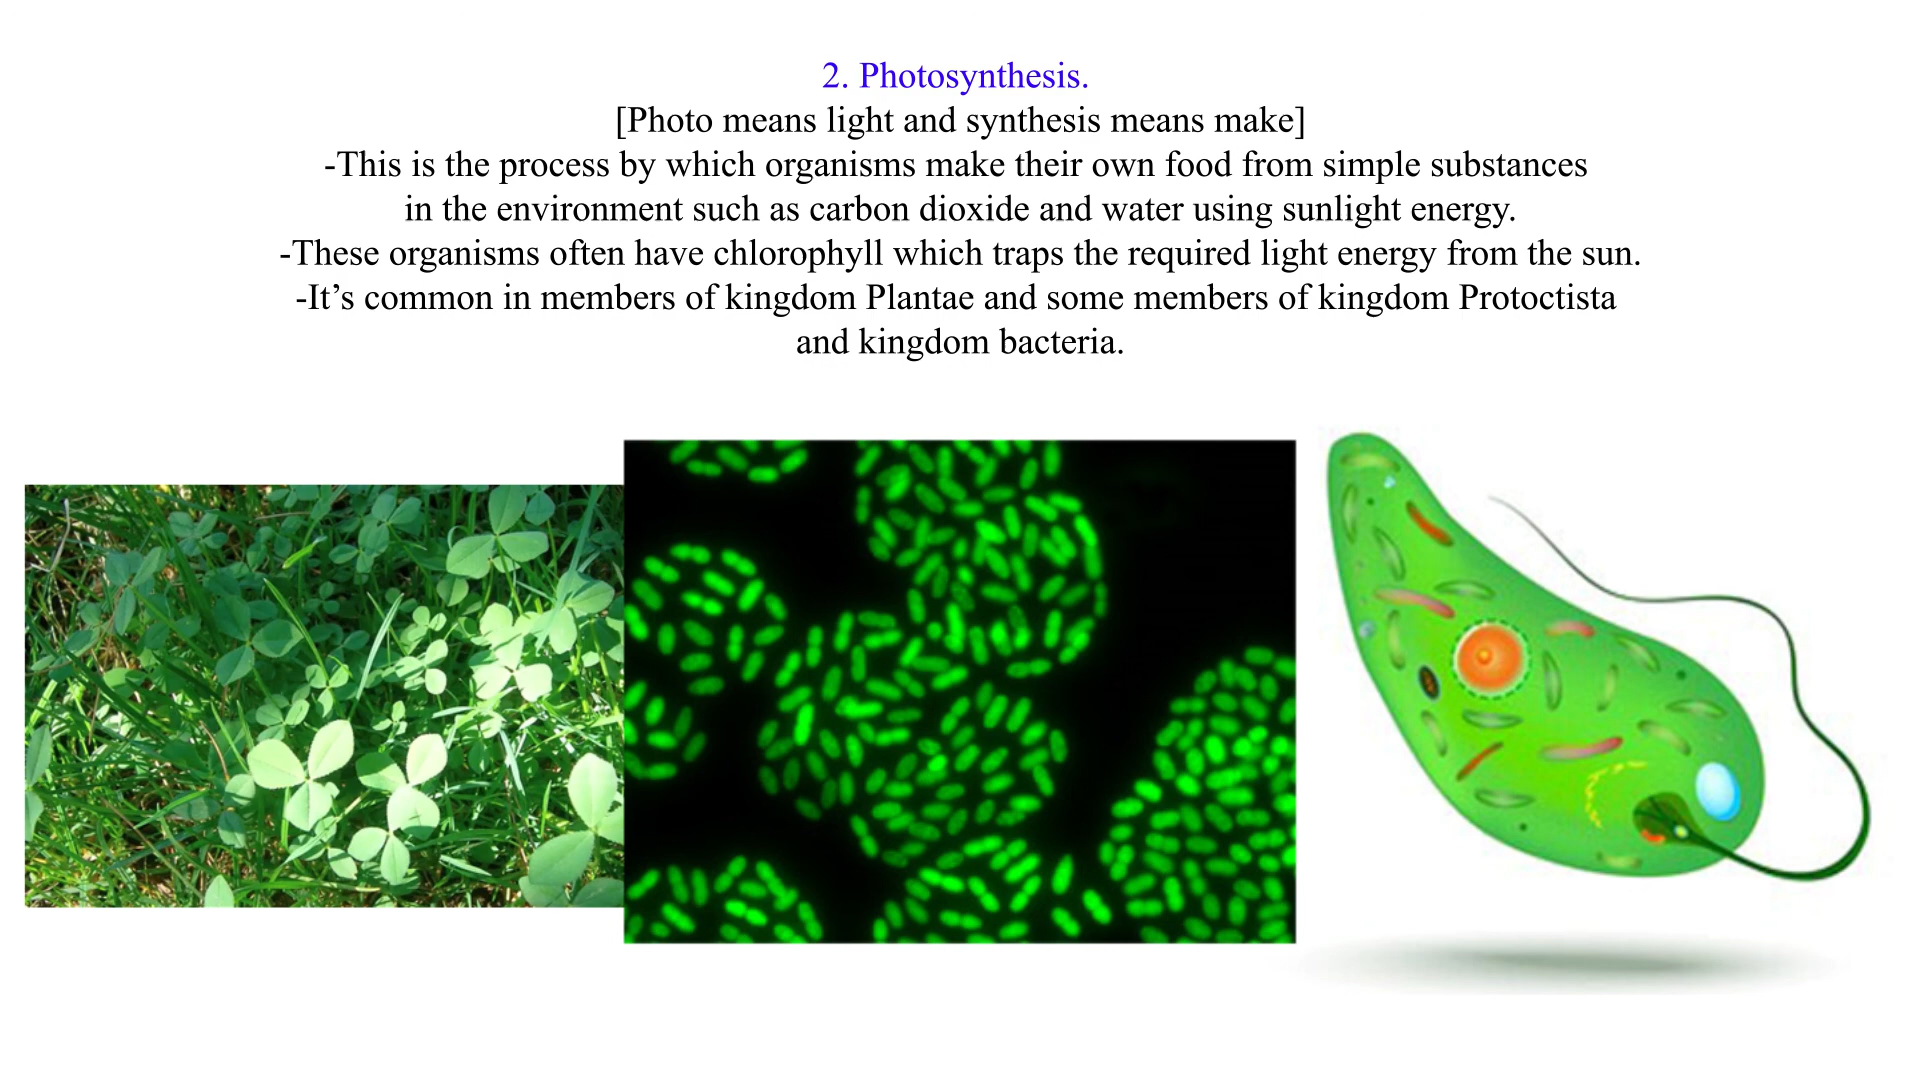 2. Photosynthesis.
[Photo means light and synthesis means make]
-This is the process by which organisms make their own food from simple substances
in the environment such as carbon dioxide and water using sunlight energy.
-These organisms often have chlorophyll which traps the required light energy from the sun.
-It’s common in members of kingdom Plantae and some members of kingdom Protoctista
and kingdom bacteria.